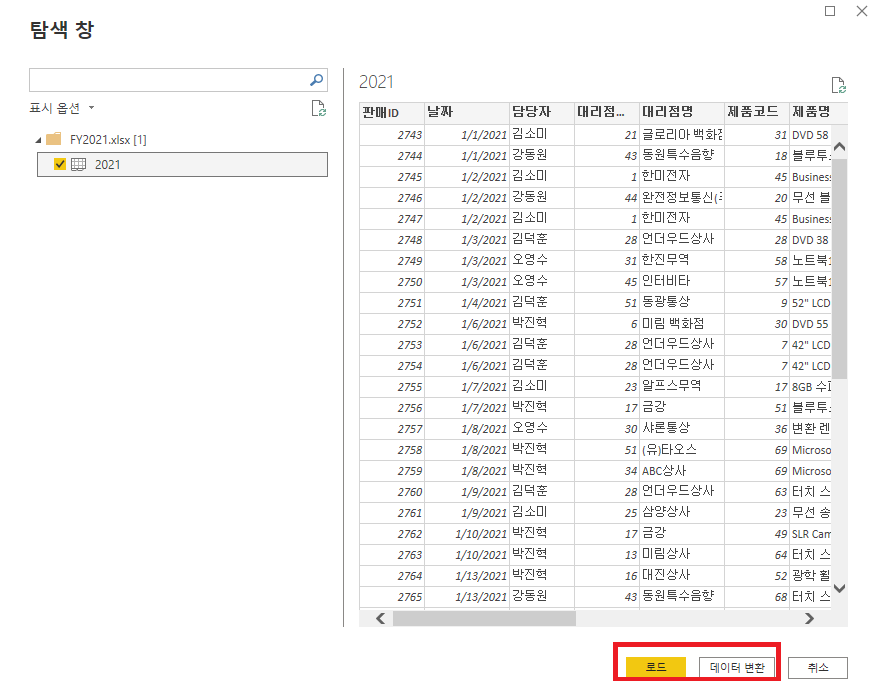 탐색 창
표시 옵션
FY2021.xlsx [1]
2021
2021
판매ID 날짜 담당자 대리점... 대리점명 제품코드 제품명
2743 1/1/2021 김소미 21 글로리아 백화점 31 DVD 58
2744 1/1/2021 강동원 43 동원특수음향 18 블루투
2745 1/2/2021 김소미 1 한미전자 45 Business
2746 1/2/2021 강동원 44 완전정보통신( 20 무선 블
2747 1/2/2021 김소미 1 한미전자 45 Business
2748 1/3/2021 김덕훈 28 언더우드상사 28 DVD 38
2749 1/3/2021 오영수 31 한진무역 58 노트북
2750 1/3/2021 오영수 45 인터비타 57 노트북
2751 1/4/2021 김덕훈 51 동광통상 9 52" LCD
2752 1/6/2021 박진혁 6 미림 백화점 30 DVD 55
2753 1/6/2021 김덕훈 28 언더우드상사 7 42" LCD
2754 1/6/2021 김덕훈 28 언더우드상사 7 42" LCD
2755 1/7/2021 김소미 23 알프스무역 17 8GB 수
2756 1/7/2021 박진혁 17 금강 51 블루투
2757 1/8/2021 오영수 30 샤론통상 36 변환 렌
2758 1/8/2021 박진혁 51 (유)타오스 69 Microso
2759 1/8/2021 박진혁 34 ABC상사 69 Microso
2760 1/9/2021 김덕훈 28 언더우드상사 63 터치 스
2761 1/9/2021 김소미 25 삼양상사 23 무선 송
2762 1/10/2021 박진혁 17 금강 49 SLR Cam
2763 1/10/2021 박진혁 13 미림상사 64 터치 스
2764 1/13/2021 박진혁 16 대진상사 52 광학 휠
2765 1/13/2021 강동원 43 동원특수음향 68 터치 스
로드 데이터 변환 취소